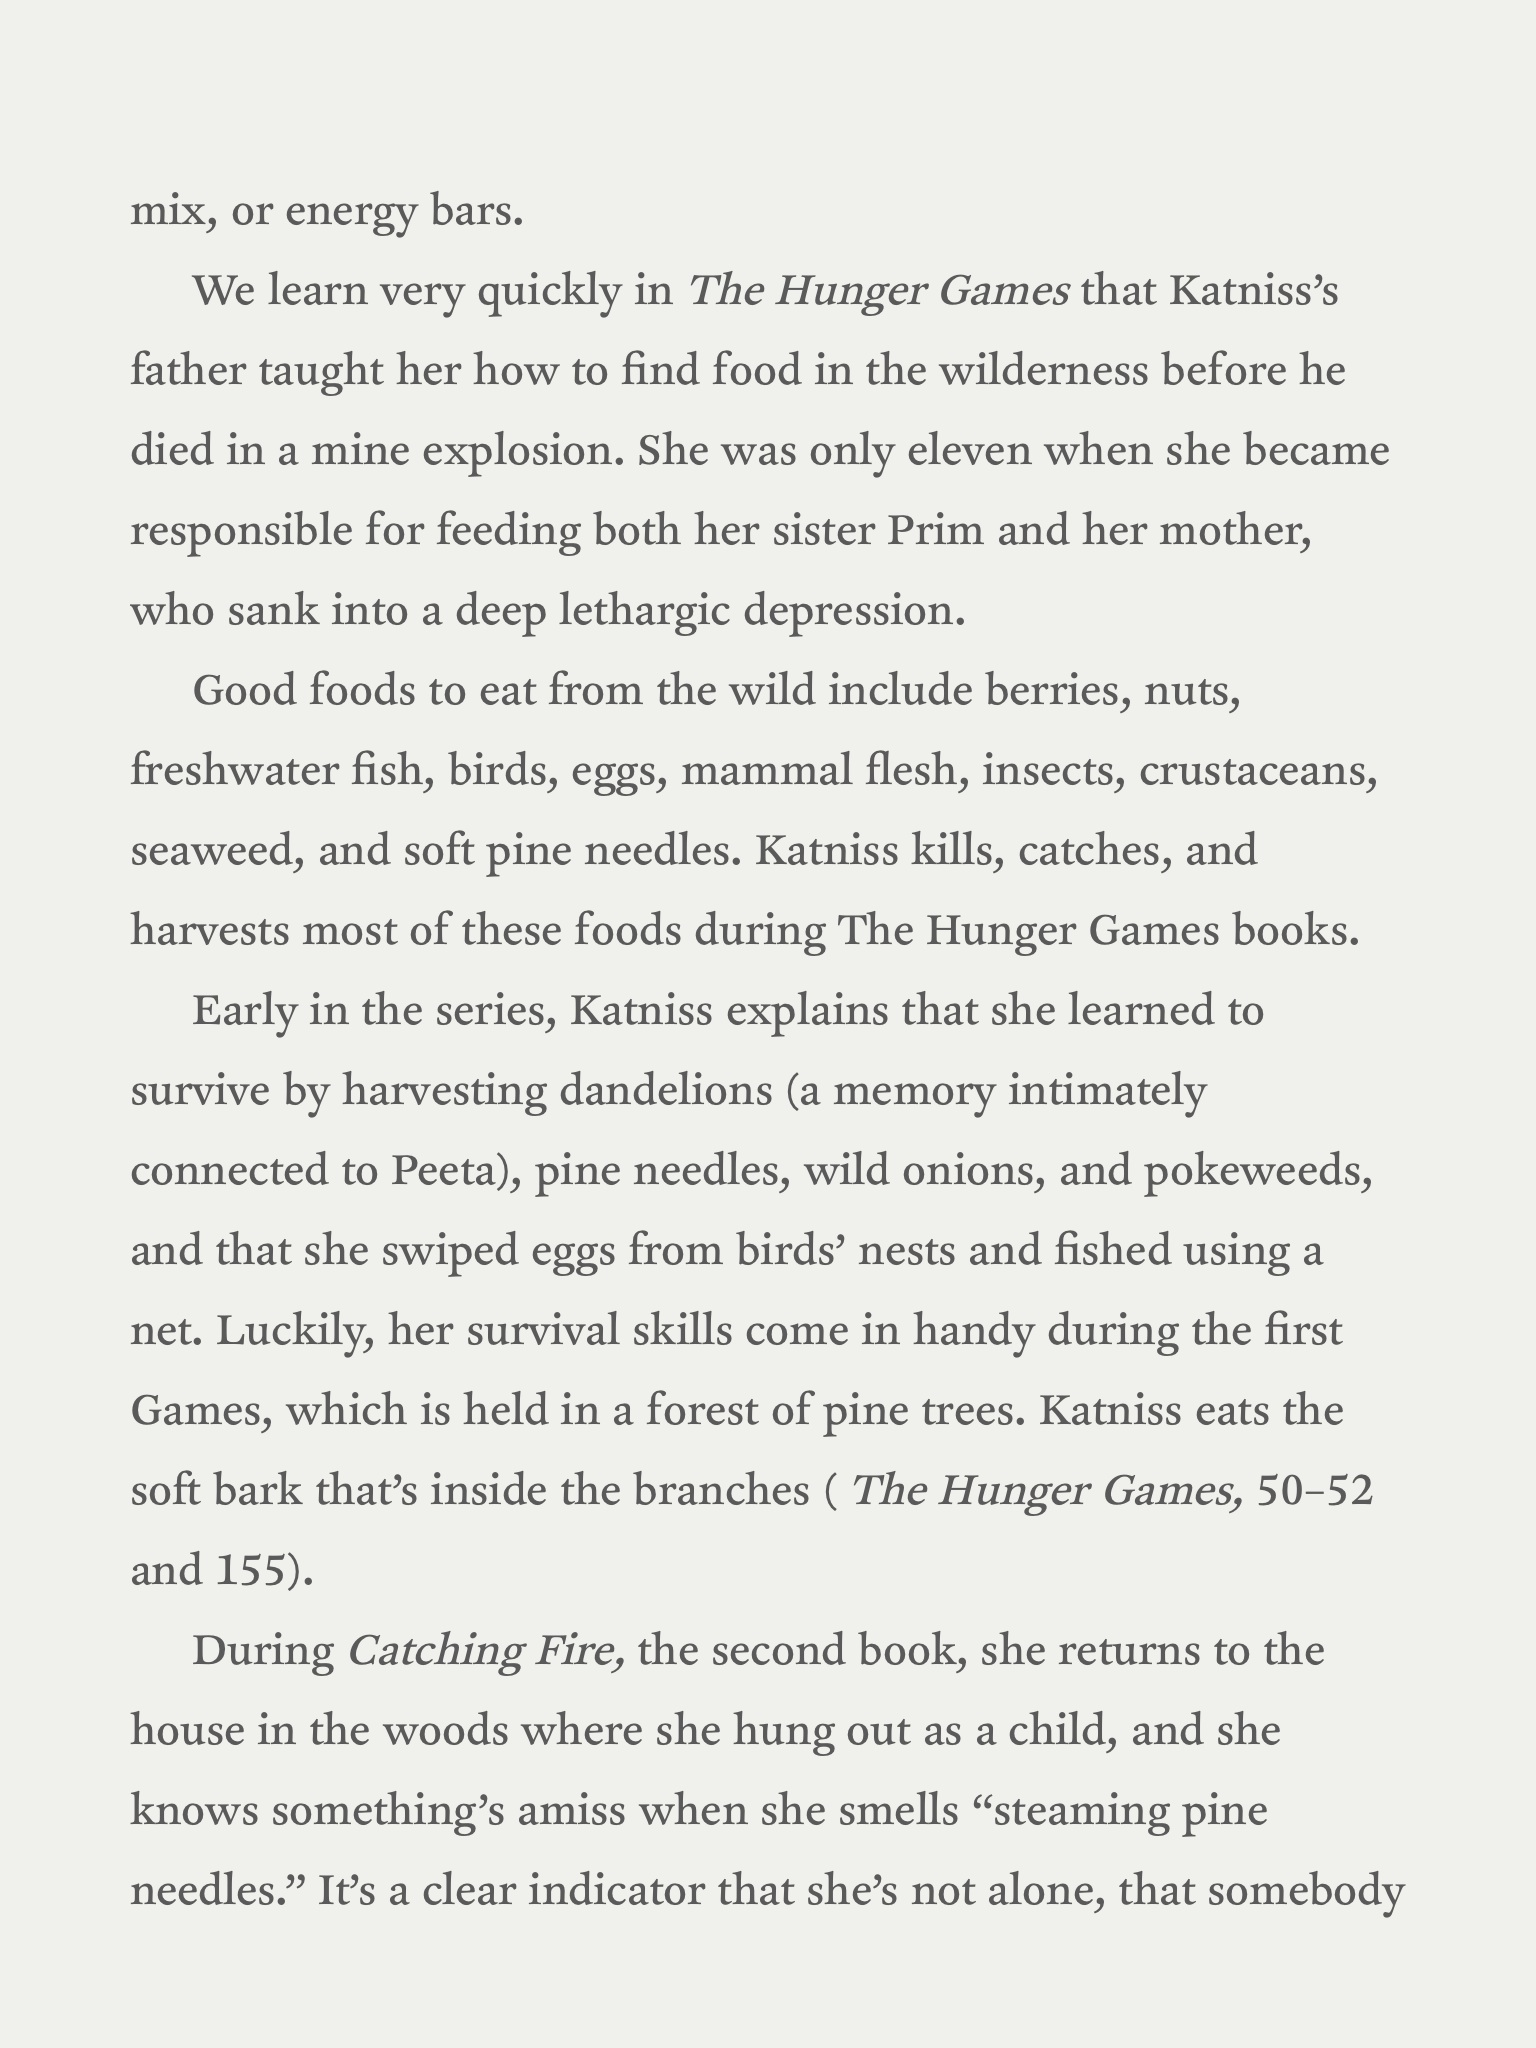 mix, or energy bars.
We learn very quickly in The Hunger Games that Katniss’s
father taught her how to find food in the wilderness before he
died in a mine explosion. She was only eleven when she became
responsible for feeding both her sister Prim and her mother,
who sank into a deep lethargic depression.
Good foods to eat from the wild include berries, nuts,
freshwater fish, birds, eggs, mammal flesh, insects, crustaceans,
seaweed, and soft pine needles. Katniss kills, catches, and
harvests most of these foods during The Hunger Games books.
Early in the series, Katniss explains that she learned to
survive by harvesting dandelions (a memory intimately
connected to Peeta), pine needles, wild onions, and pokeweeds,
and that she swiped eggs from birds’ nests and fished using a
net. Luckily, her survival skills come in handy during the first
Games, which is held in a forest of pine trees. Katniss eats the
soft bark that’s inside the branches ( The Hunger Games, 50–52
and 155).
During Catching Fire, the second book, she returns to the
house in the woods where she hung out as a child, and she
knows something’s amiss when she smells “steaming pine
needles.” It’s a clear indicator that she’s not alone, that somebody